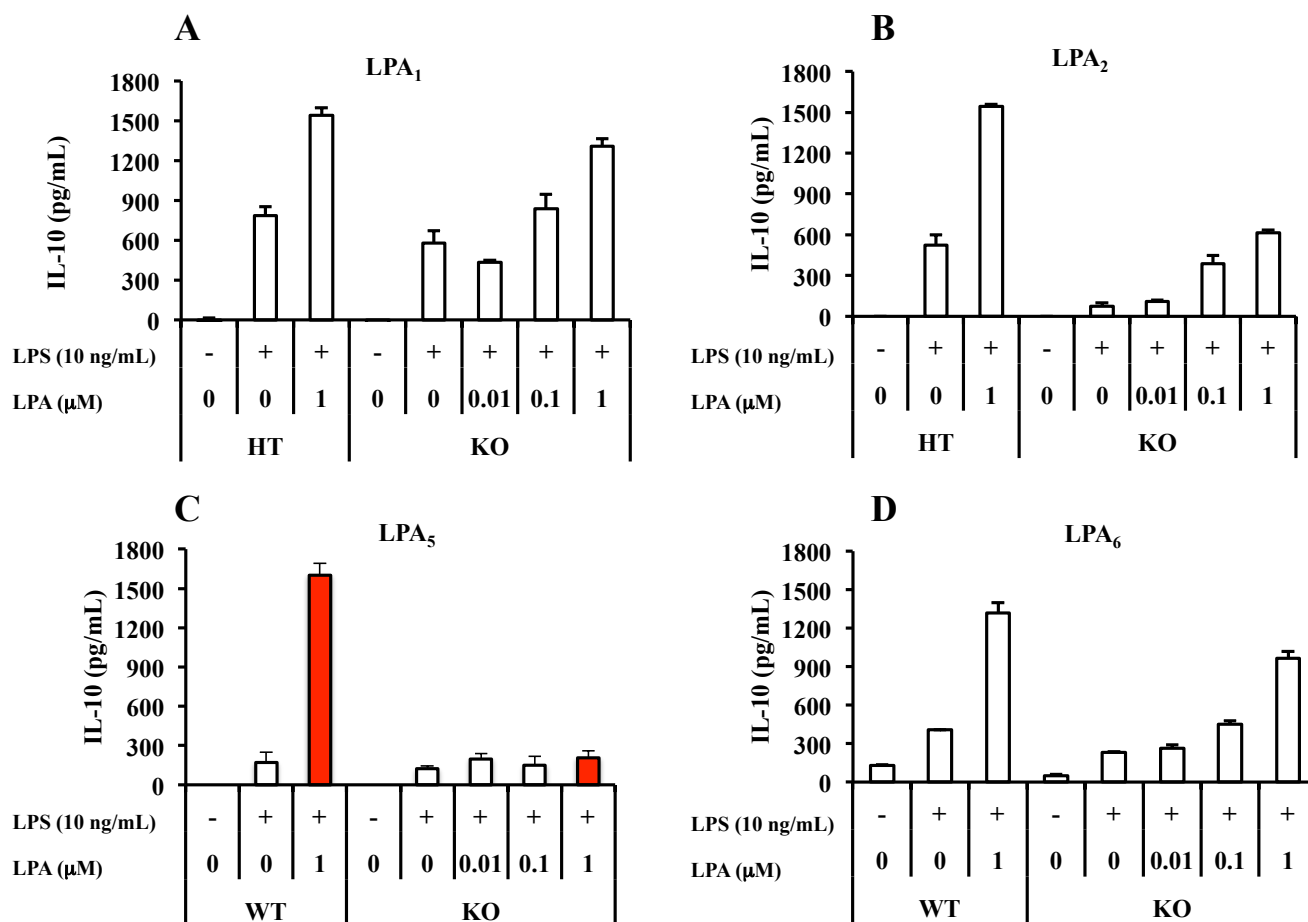 A
LPA1
IL-10 (pg/mL)
1800
1500
1200
900
600
300
0
LPS (10 ng/mL) - + + - + + + +
LPA (μM) 0 0 1 0 0 0.01 0.1 1
HT KO
B
LPA2
IL-10 (pg/mL)
1800
1500
1200
900
600
300
0
LPS (10 ng/mL) - + + - + + + +
LPA (μM) 0 0 1 0 0 0.01 0.1 1
HT KO
C
LPA5
IL-10 (pg/mL)
1800
1500
1200
900
600
300
0
LPS (10 ng/mL) - + + - + + + +
LPA (μM) 0 0 1 0 0 0.01 0.1 1
WT KO
D
LPA6
IL-10 (pg/mL)
1800
1500
1200
900
600
300
0
LPS (10 ng/mL) - + + - + + + +
LPA (μM) 0 0 1 0 0 0.01 0.1 1
WT KO